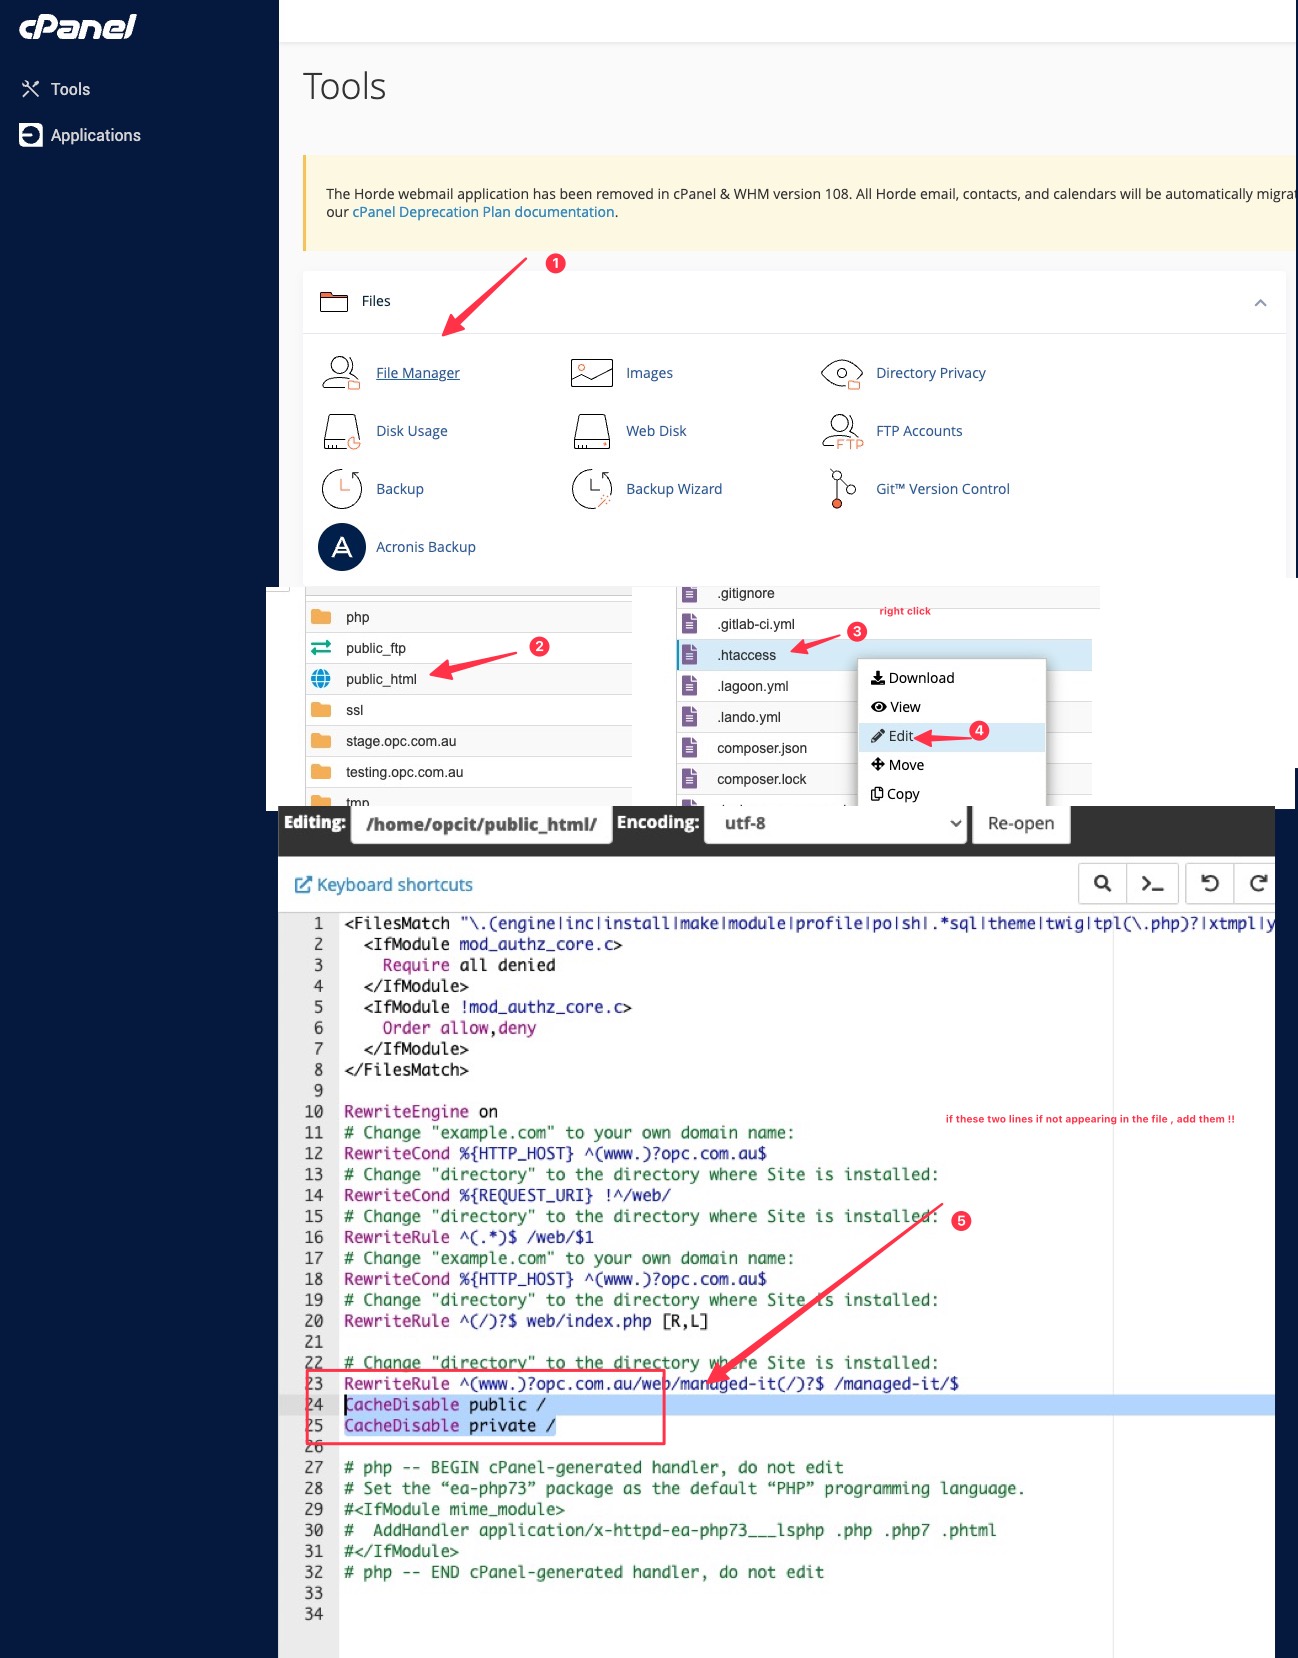 cPanel
Tools
Applications
Tools
The Horde webmail application has been removed in cPanel & WHM version 108. All Horde email, contacts, and calendars will be automatically migra
our cPanel Deprecation Plan documentation.
1
Files
File Manager
Images
Directory Privacy
Disk Usage
Web Disk
FTP Accounts
Backup
Backup Wizard
Git™ Version Control
Acronis Backup
php
public_ftp
2
public_html
ssl
stage.opc.com.au
testing.opc.com.au
tmp
.gitignore
right click
.gitlab-ci.yml
3
.htaccess
.lagoon.yml
.lando.yml
composer.json
composer.lock
Download
View
Edit
4
Move
Copy
Editing: /home/opcit/public_html/ Encoding: utf-8 Re-open
Keyboard shortcuts
1 <FilesMatch "\.(engine|inc|install|make|module|profile|po|sh|.*sql|theme|twig|tpl(\.php)?|xtmpl|y
2 <IfModule mod_authz_core.c>
3 Require all denied
4 </IfModule>
5 <IfModule !mod_authz_core.c>
6 Order allow,deny
7 </IfModule>
8 </FilesMatch>
9
10 RewriteEngine on
if these two lines if not appearing in the file , add them !!
11 # Change "example.com" to your own domain name:
12 RewriteCond %{HTTP_HOST} ^(www.)?opc.com.au$
13 # Change "directory" to the directory where Site is installed:
14 RewriteCond %{REQUEST_URI} !^/web/
15 # Change "directory" to the directory where Site is installed:
5
16 RewriteRule ^(.*)$ /web/$1
17 # Change "example.com" to your own domain name:
18 RewriteCond %{HTTP_HOST} ^(www.)?opc.com.au$
19 # Change "directory" to the directory where Site is installed:
20 RewriteRule ^(/)?$ web/index.php [R,L]
21
22 # Change "directory" to the directory where Site is installed:
23 RewriteRule ^(www.)?opc.com.au/web/managed-it(/)?$ /managed-it/$
24 CacheDisable public /
25 CacheDisable private /
26
27 # php -- BEGIN cPanel-generated handler, do not edit
28 # Set the “ea-php73” package as the default “PHP” programming language.
29 #<IfModule mime_module>
30 #  AddHandler application/x-httpd-ea-php73___lsphp .php .php7 .phtml
31 #</IfModule>
32 # php -- END cPanel-generated handler, do not edit
33
34